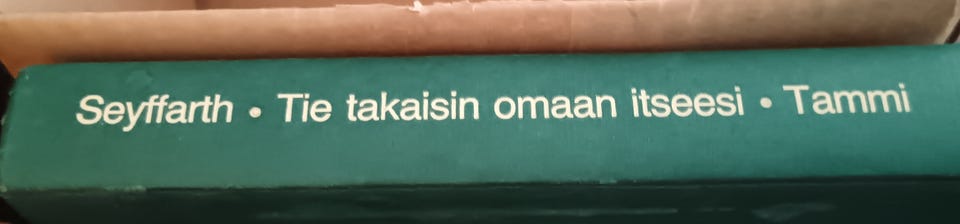 Seyffarth • Tie takaisin omaan itseesi • Tammi